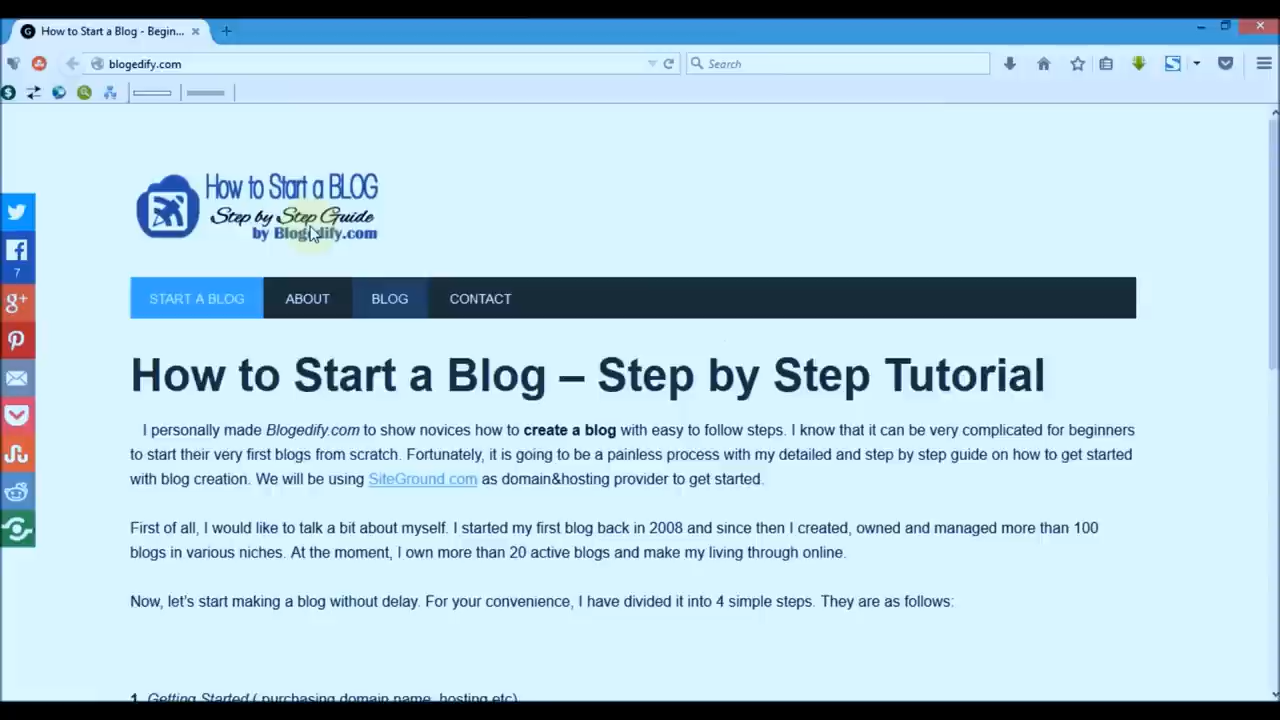 How to Start a Blog - Begin...
blogedify.com
Search
How to Start a BLOG
Step by Step Guide
by Blogedify.com
7
START A BLOG ABOUT BLOG CONTACT
How to Start a Blog – Step by Step Tutorial
I personally made Blogedify.com to show novices how to create a blog with easy to follow steps. I know that it can be very complicated for beginners
to start their very first blogs from scratch. Fortunately, it is going to be a painless process with my detailed and step by step guide on how to get started
with blog creation. We will be using SiteGround.com as domain&hosting provider to get started.
First of all, I would like to talk a bit about myself. I started my first blog back in 2008 and since then I created, owned and managed more than 100
blogs in various niches. At the moment, I own more than 20 active blogs and make my living through online.
Now, let's start making a blog without delay. For your convenience, I have divided it into 4 simple steps. They are as follows:
1. Getting Started ( purchasing domain name, hosting etc)